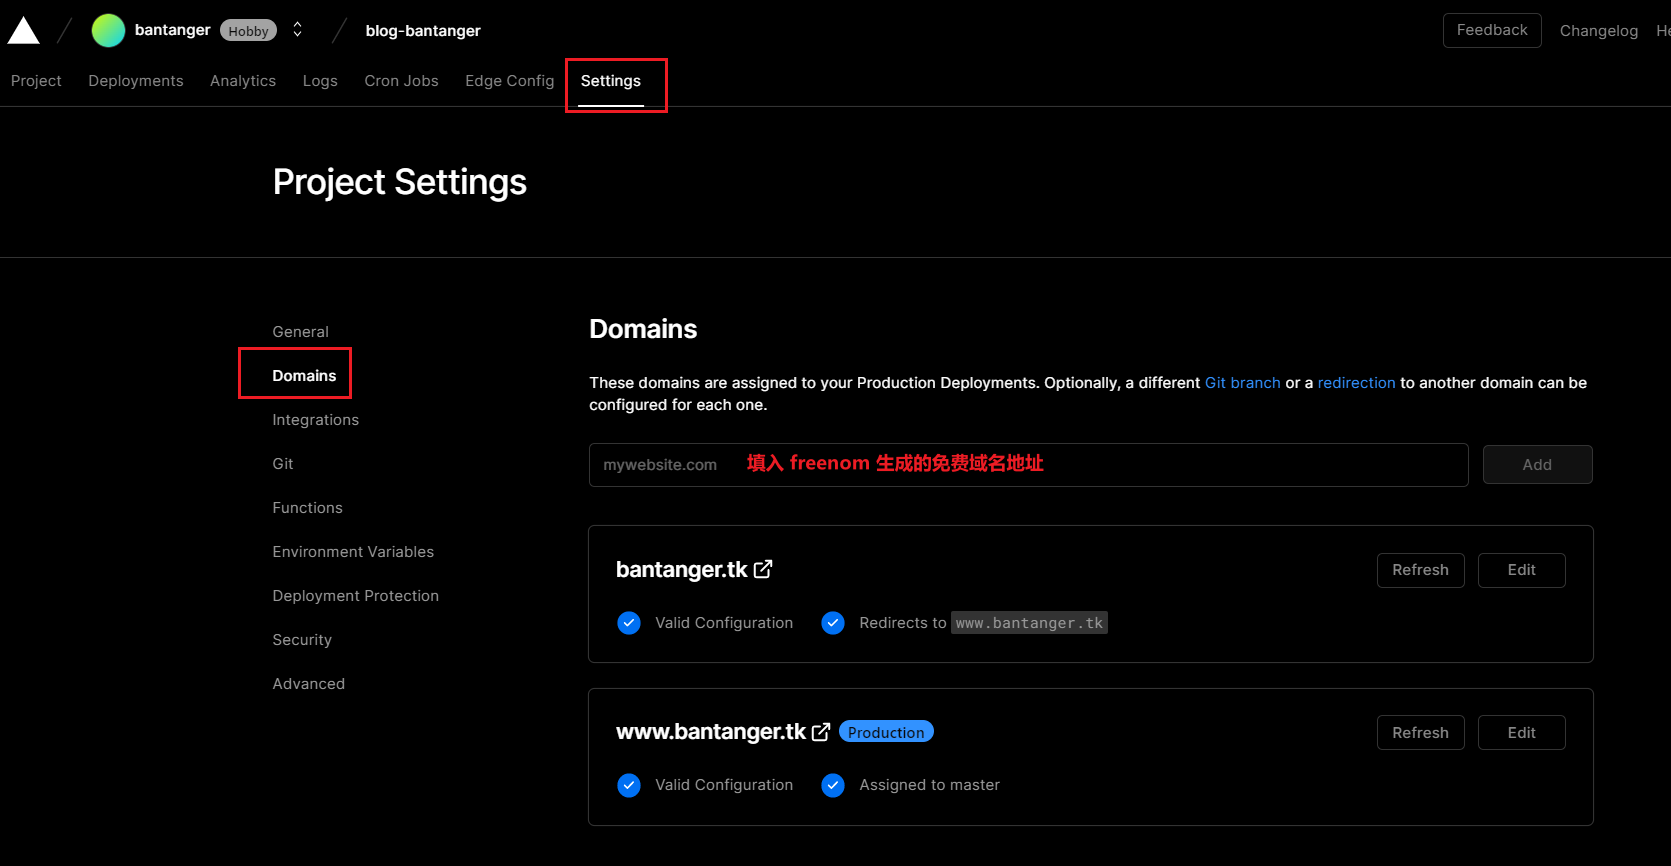 bantanger Hobby blog-bantanger Feedback Changelog He
Project Deployments Analytics Logs Cron Jobs Edge Config Settings
Project Settings
General
Domains
Integrations
Git
Functions
Environment Variables
Deployment Protection
Security
Advanced
Domains
These domains are assigned to your Production Deployments. Optionally, a different Git branch or a redirection to another domain can be
configured for each one.
mywebsite.com 填入 freenom 生成的免费域名地址 Add
bantanger.tk Refresh Edit
Valid Configuration Redirects to www.bantanger.tk
www.bantanger.tk Production Refresh Edit
Valid Configuration Assigned to master